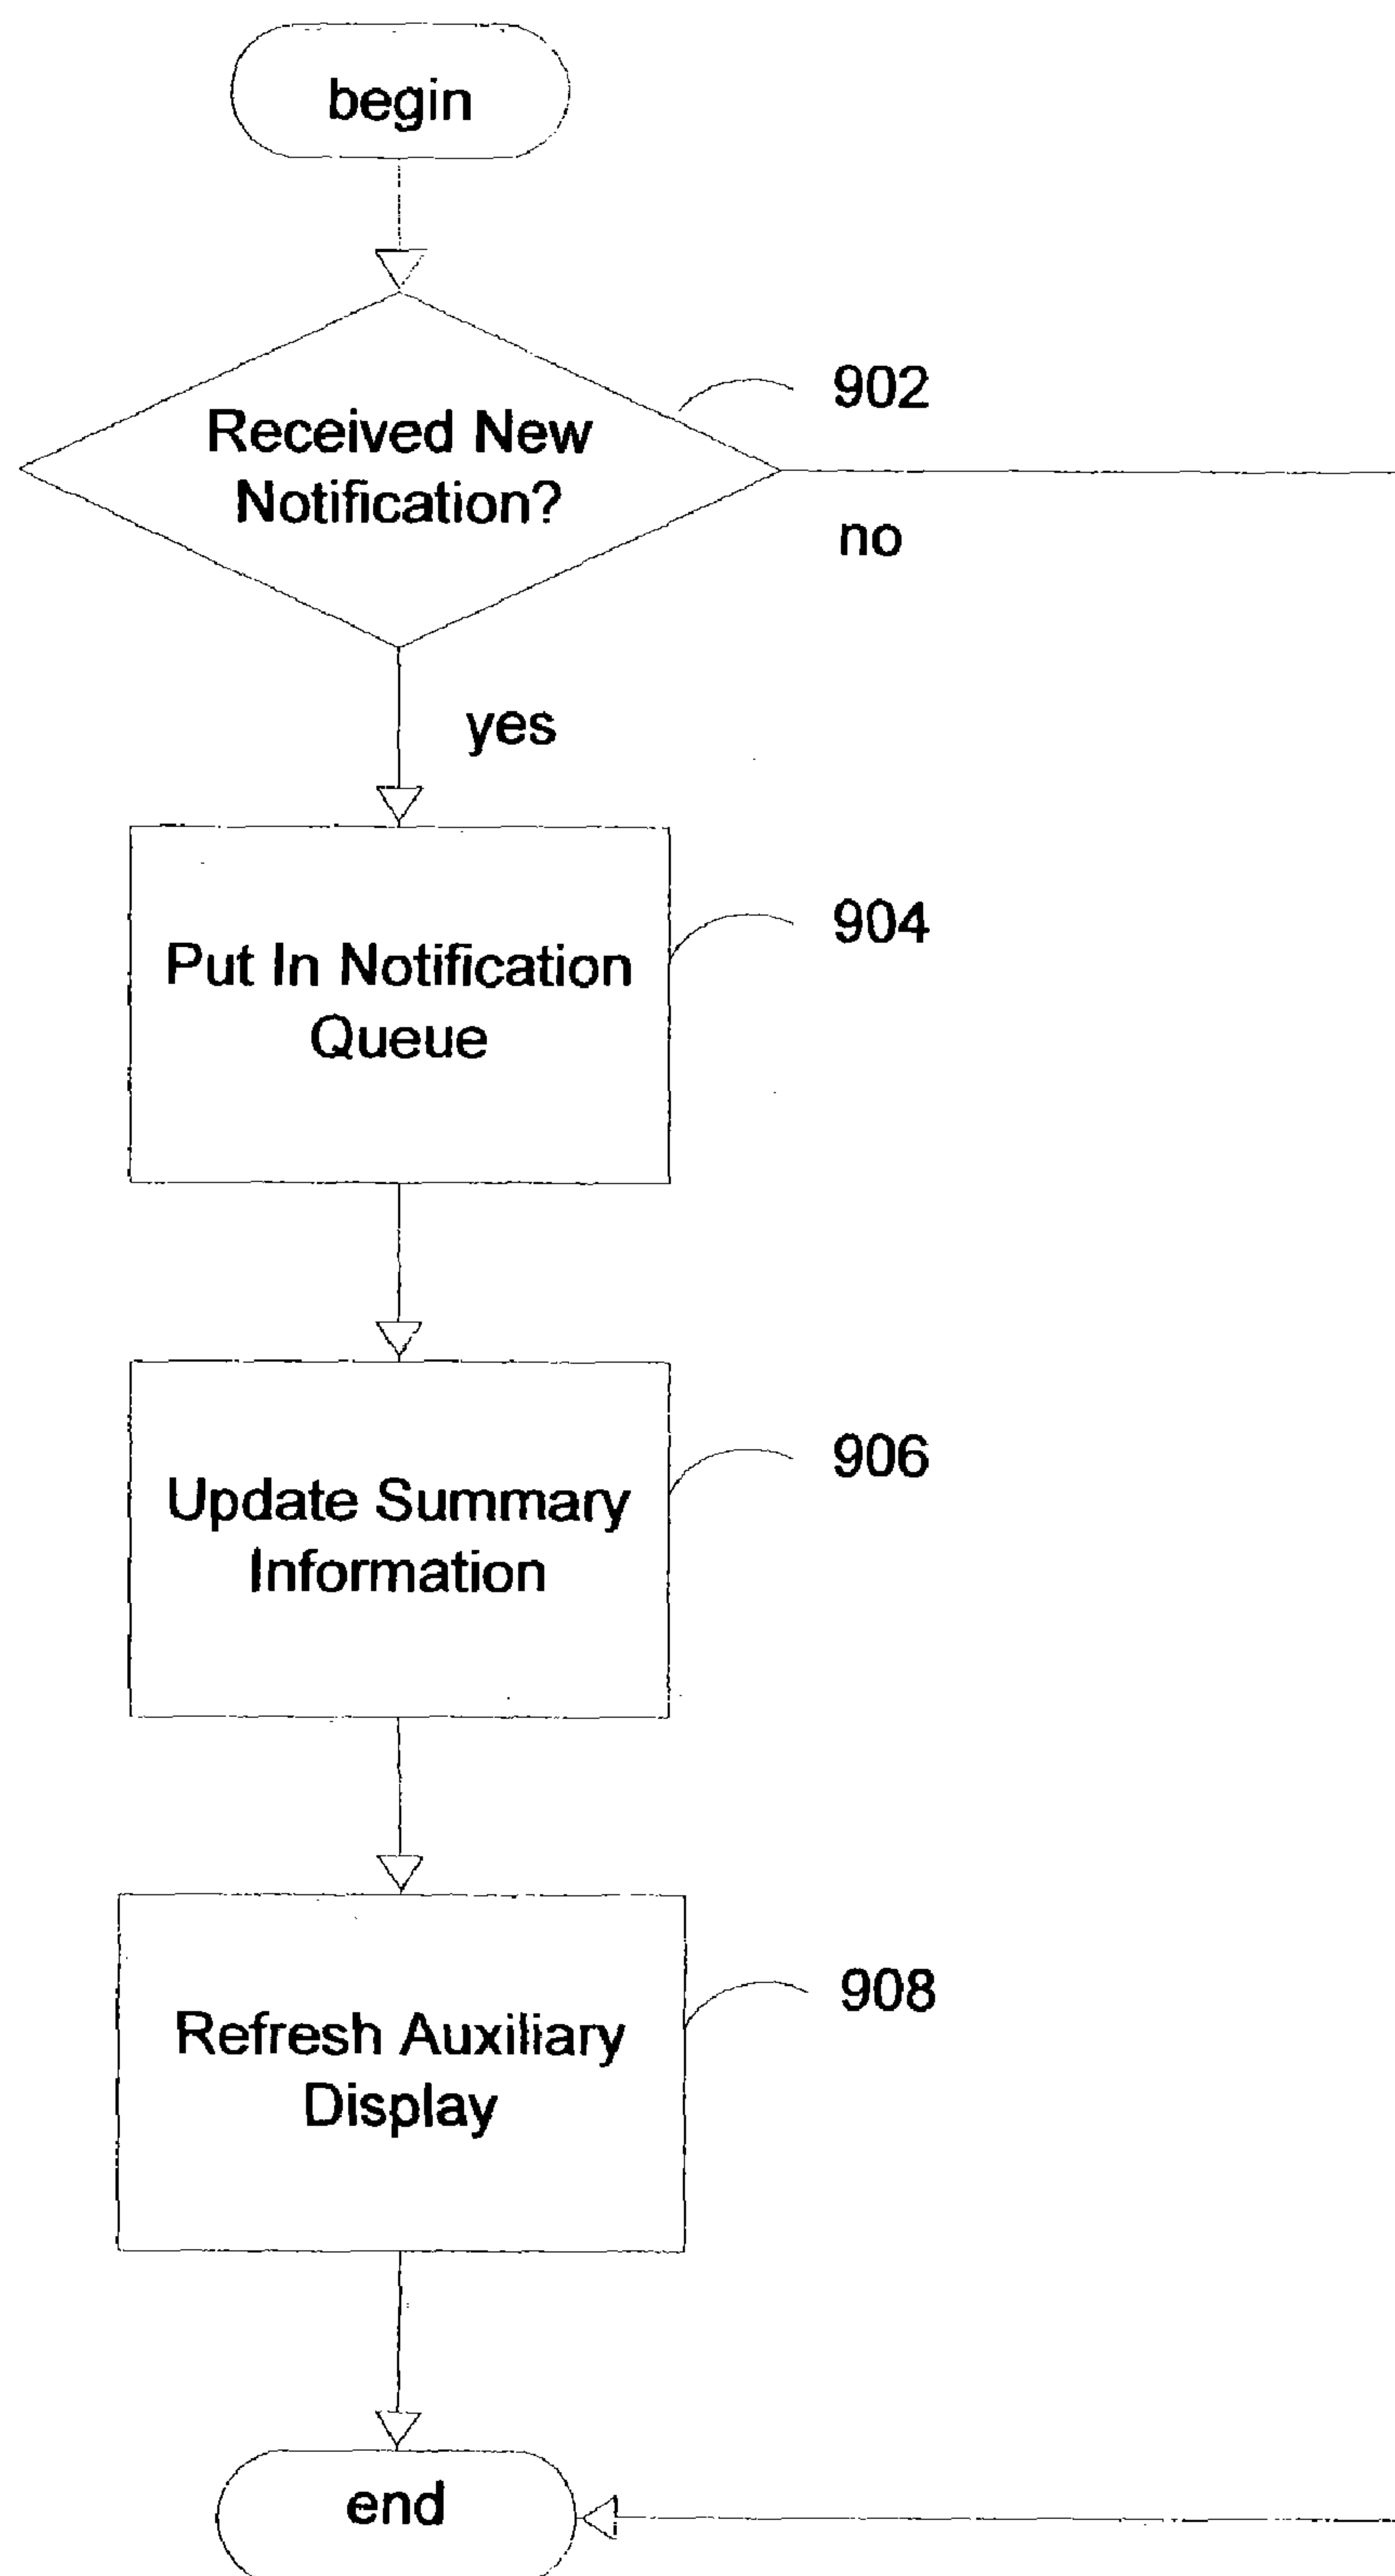 begin
902
Received New
Notification?
no
yes
904
Put In Notification
Queue
906
Update Summary
Information
908
Refresh Auxiliary
Display
end